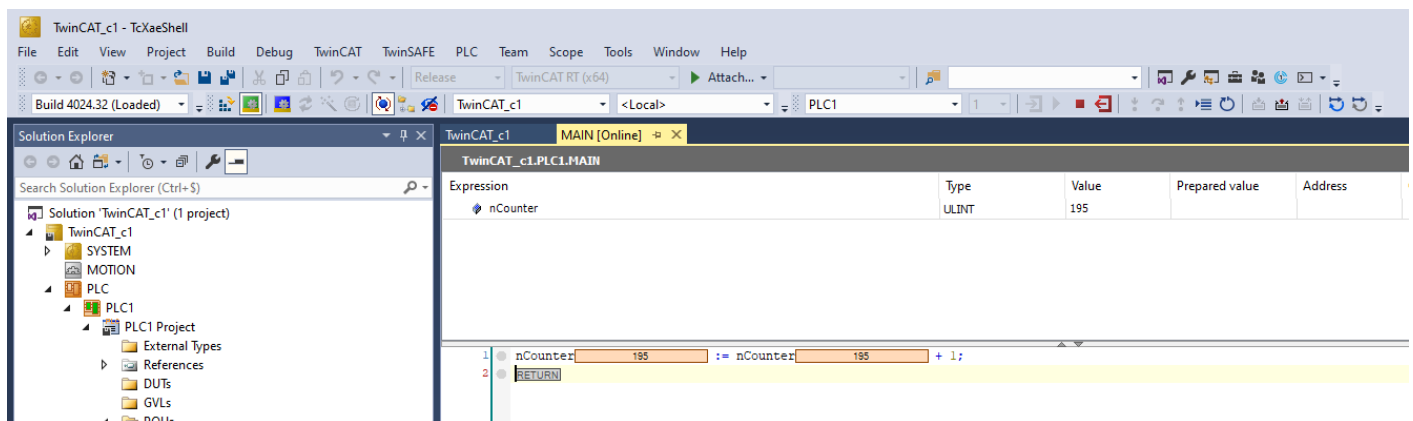 TwinCAT_c1 - TcXaeShell
File Edit View Project Build Debug TwinCAT TwinSAFE PLC Team Scope Tools Window Help
Release TwinCAT RT (x64) Attach...
Build 4024.32 (Loaded) TwinCAT_c1 <Local> PLC1 1
Solution Explorer TwinCAT_c1 MAIN [Online]
TwinCAT_c1.PLC1.MAIN
Search Solution Explorer (Ctrl+$) Expression Type Value Prepared value Address
Solution 'TwinCAT_c1' (1 project) nCounter ULINT 195
TwinCAT_c1
SYSTEM
MOTION
PLC
PLC1
PLC1 Project
External Types
References
DUTs
GVLs
POUs
1 nCounter 195 := nCounter 195 + 1;
2 RETURN